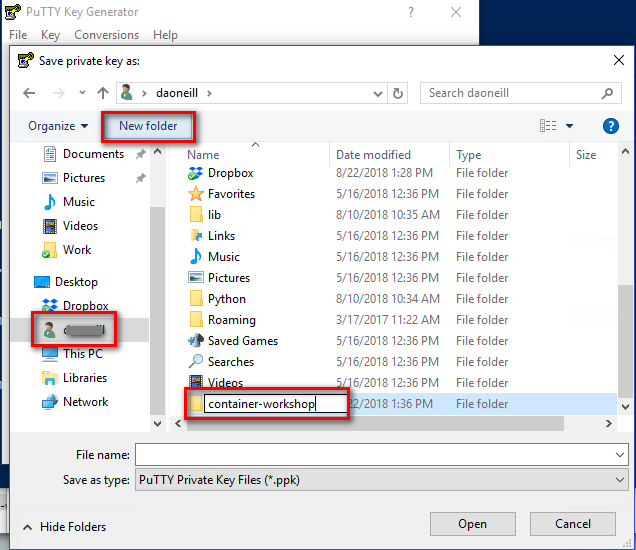 PuTTY Key Generator
?
File Key Conversions Help
Save private key as:
daoneill
Search daoneill
Organize New folder
?
Name Date modified Type Size
Documents
Pictures
Music
Videos
Work
Desktop
Dropbox
This PC
Libraries
Network
Dropbox 8/22/2018 1:28 PM File folder
Favorites 5/16/2018 12:36 PM File folder
lib 8/10/2018 10:35 AM File folder
Links 5/16/2018 12:36 PM File folder
Music 5/16/2018 12:36 PM File folder
Pictures 5/16/2018 12:36 PM File folder
Python 8/10/2018 10:34 AM File folder
Roaming 3/17/2017 11:22 AM File folder
Saved Games 5/16/2018 12:36 PM File folder
Searches 5/16/2018 12:36 PM File folder
Videos 5/16/2018 12:36 PM File folder
container-workshop /22/2018 1:36 PM File folder
File name:
Save as type: PuTTY Private Key Files (*.ppk)
Hide Folders Open Cancel